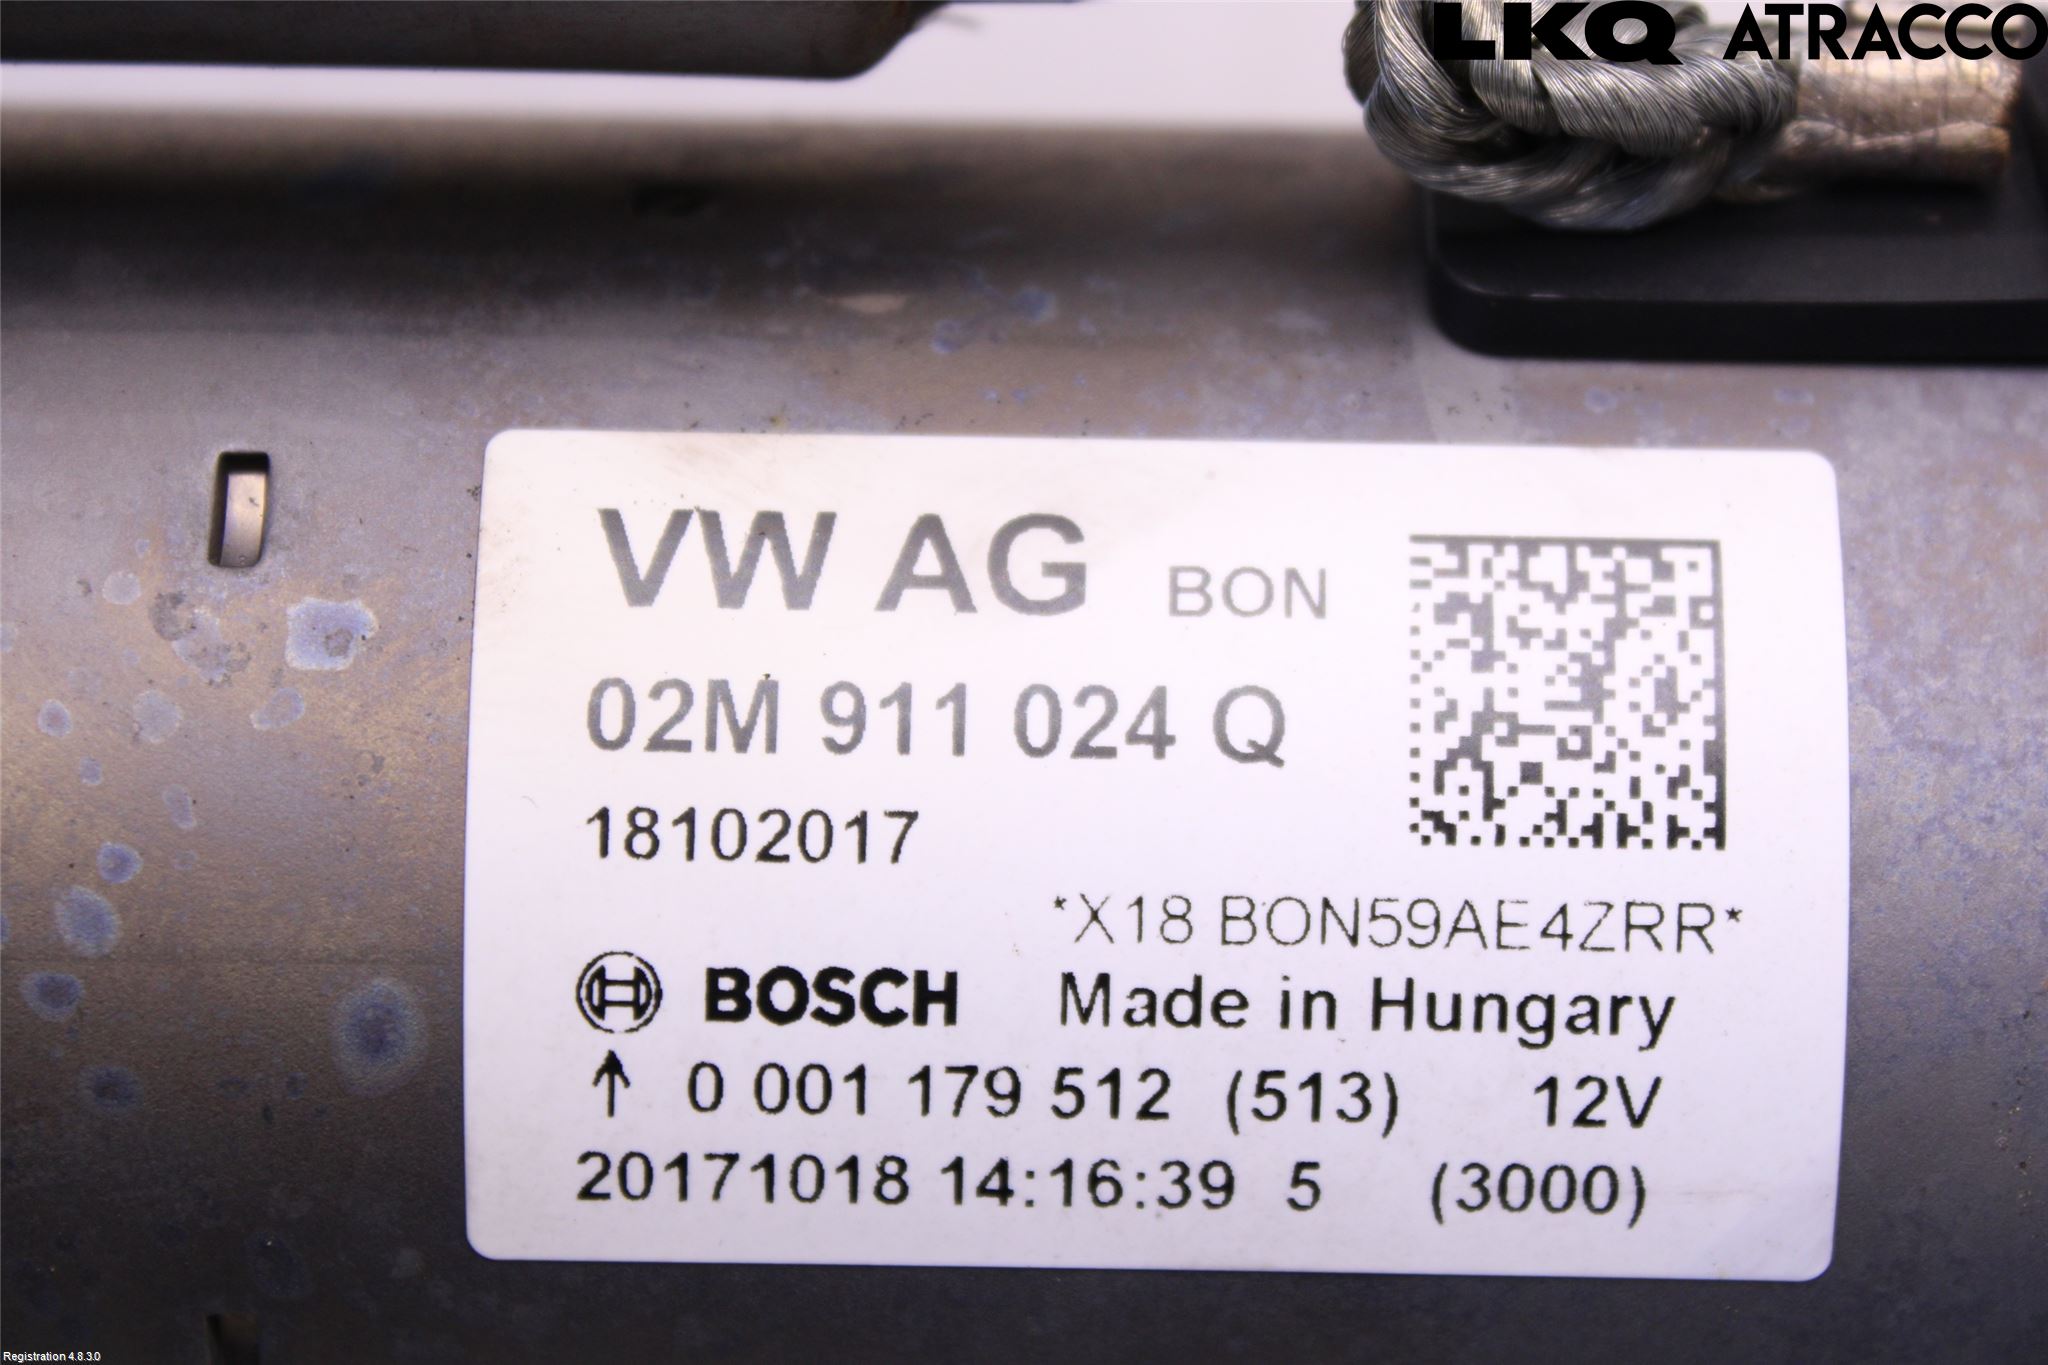 LKQ ATRACCO
VW AG BON
02M 911 024 Q
18102017
*X18 BON59AE4ZRR*
BOSCH Made in Hungary
↑ 0 001 179 512 (513) 12V
20171018 14:16:39 5 (3000)
Registration 4.8.3.0